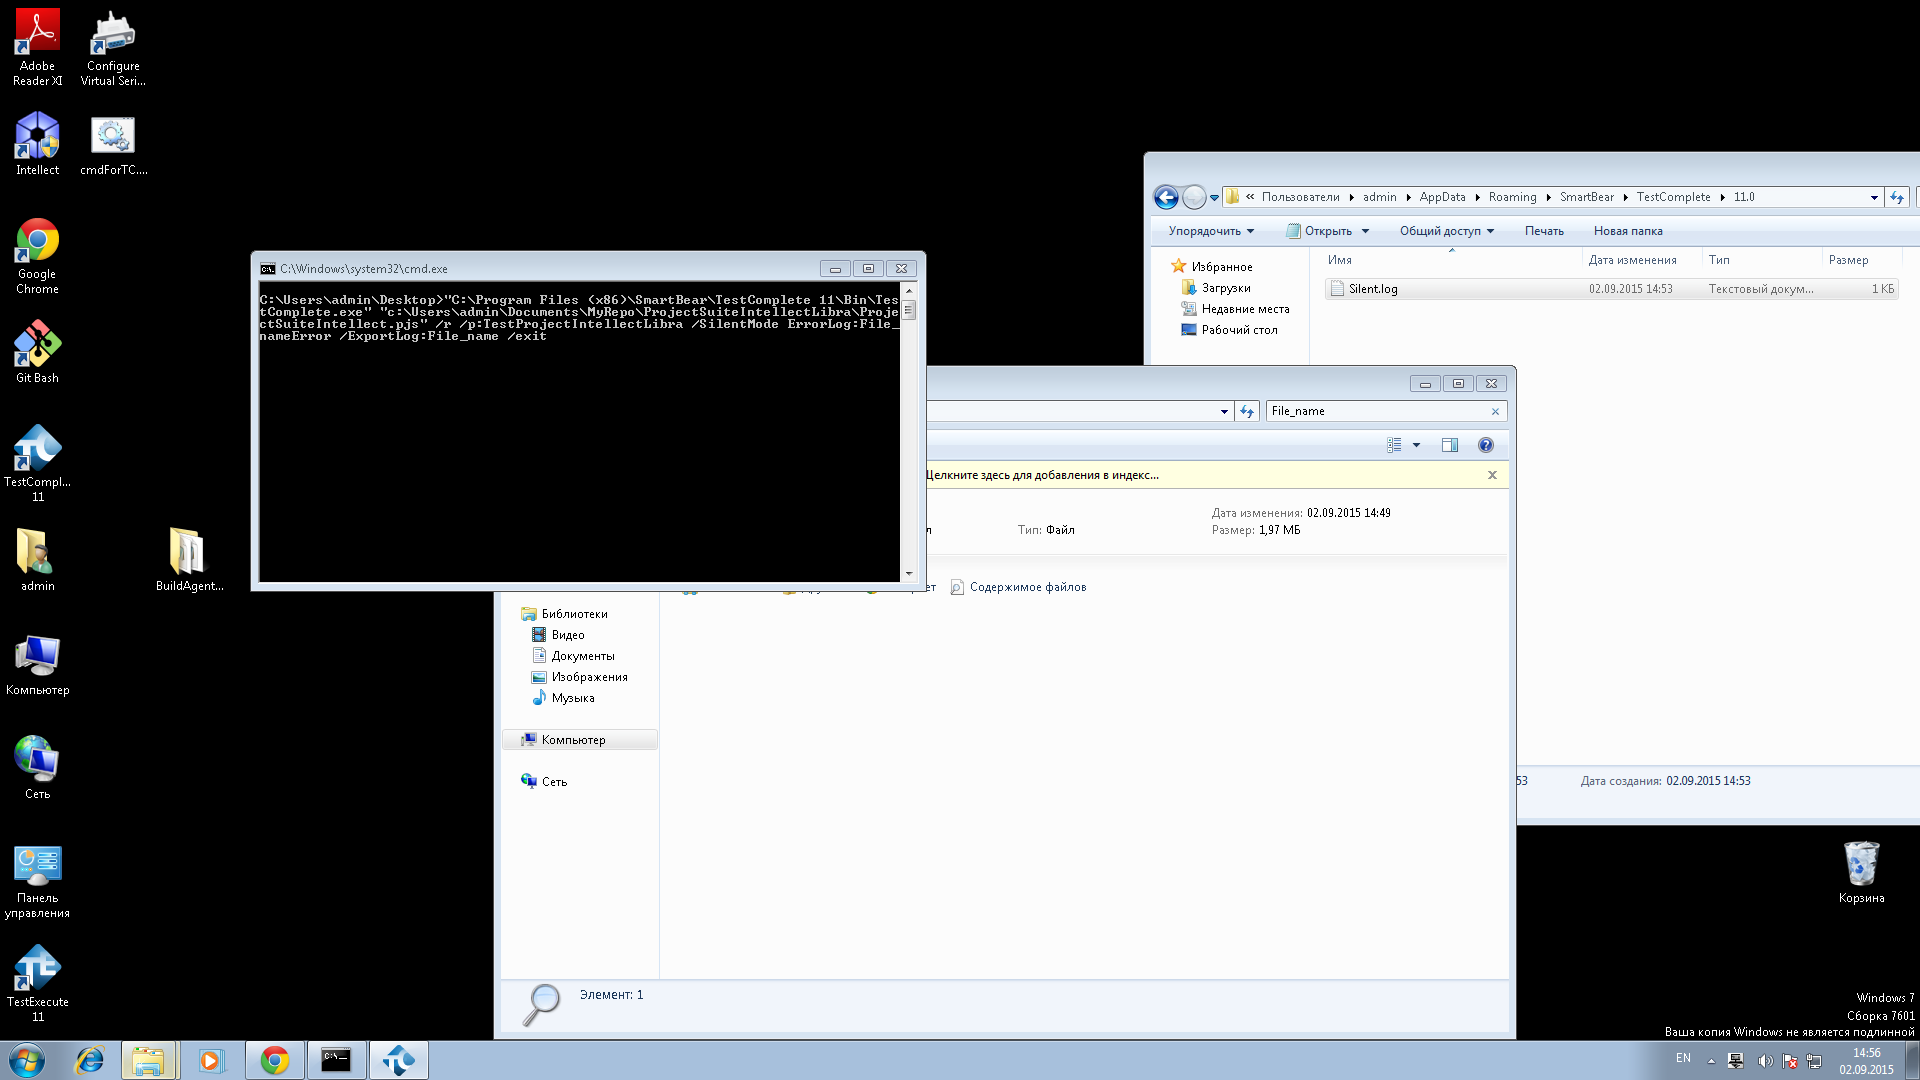 Adobe
Reader XI
Configure
Virtual Seri...
Intellect
cmdForTC....
Google
Chrome
Git Bash
TestCompl...
11
admin
BuildAgent...
Компьютер
Сеть
Панель
управления
TestExecute
11
C:\Windows\system32\cmd.exe
C:\Users\admin\Desktop>"C:\Program Files (x86)\SmartBear\TestComplete 11\Bin\Tes
tComplete.exe" "c:\Users\admin\Documents\MyRepo\ProjectSuiteIntellectLibra\Proje
ctSuiteIntellect.pjs" /r /p:TestProjectIntellectLibra /SilentMode ErrorLog:File_
nameError /ExportLog:File_name /exit
« Пользователи admin AppData Roaming SmartBear TestComplete 11.0
Упорядочить Открыть Общий доступ Печать Новая папка
Избранное
Загрузки
Недавние места
Рабочий стол
Имя Дата изменения Тип Размер
Silent.log 02.09.2015 14:53 Текстовый докум... 1 КБ
53 Дата создания: 02.09.2015 14:53
File_name
Щелкните здесь для добавления в индекс...
Дата изменения: 02.09.2015 14:49
Тип: Файл Размер: 1,97 МБ
Содержимое файлов
Библиотеки
Видео
Документы
Изображения
Музыка
Компьютер
Сеть
Элемент: 1
Корзина
Windows 7
Сборка 7601
Ваша копия Windows не является подлинной
EN
14:56
02.09.2015